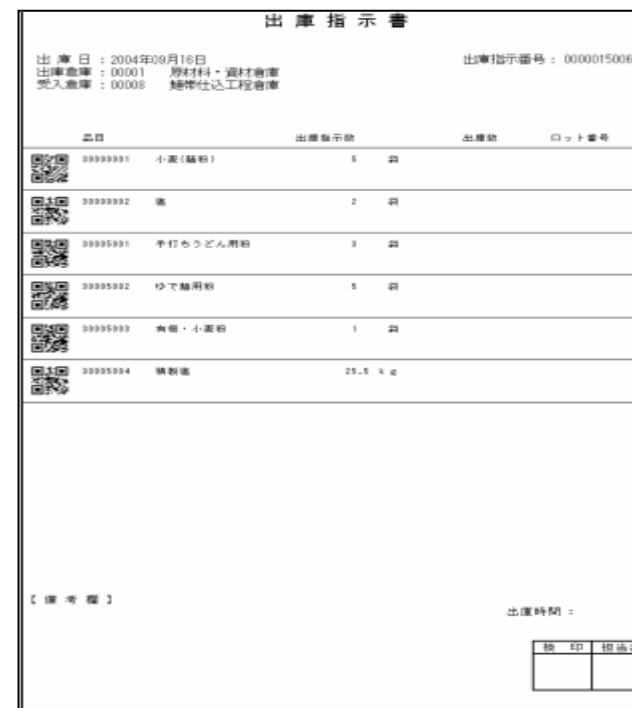 出庫指示書
出 庫 日 : 2004年09月16日 出庫指示番号 : 0000015006
出庫倉庫 : 00001 原材料・資材倉庫
受入倉庫 : 00008 麺帯仕込工程倉庫
品目 出庫指示数 出庫数 ロット番号
小麦(麺粉) 5 袋
塩 2 袋
手打ちうどん用粉 3 袋
ゆで麺用粉 5 袋
有機・小麦粉 1 袋
精製塩 25.5 kg
【備考欄】
出庫時間 :
検 印 担当